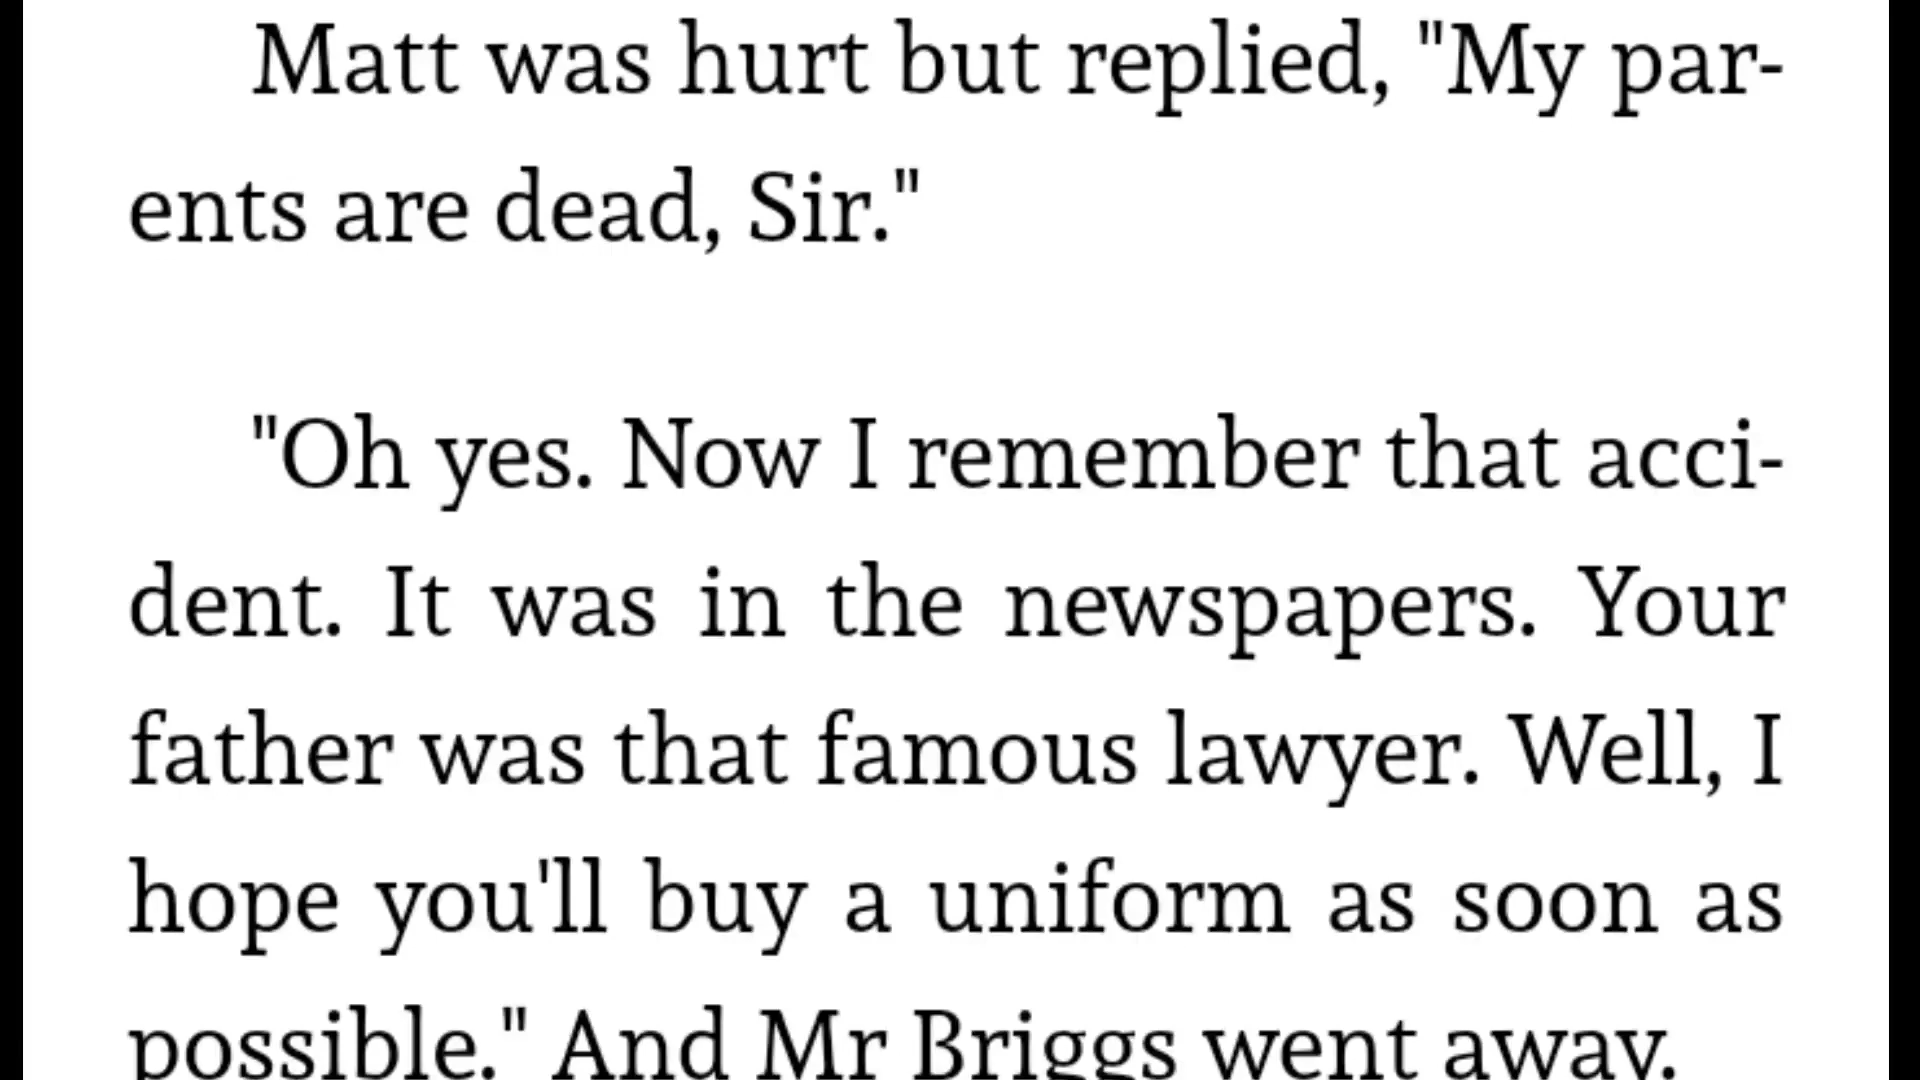 Matt was hurt but replied, "My par-
ents are dead, Sir."
"Oh yes. Now I remember that acci-
dent. It was in the newspapers. Your
father was that famous lawyer. Well, I
hope you'll buy a uniform as soon as
possible." And Mr Briggs went away.